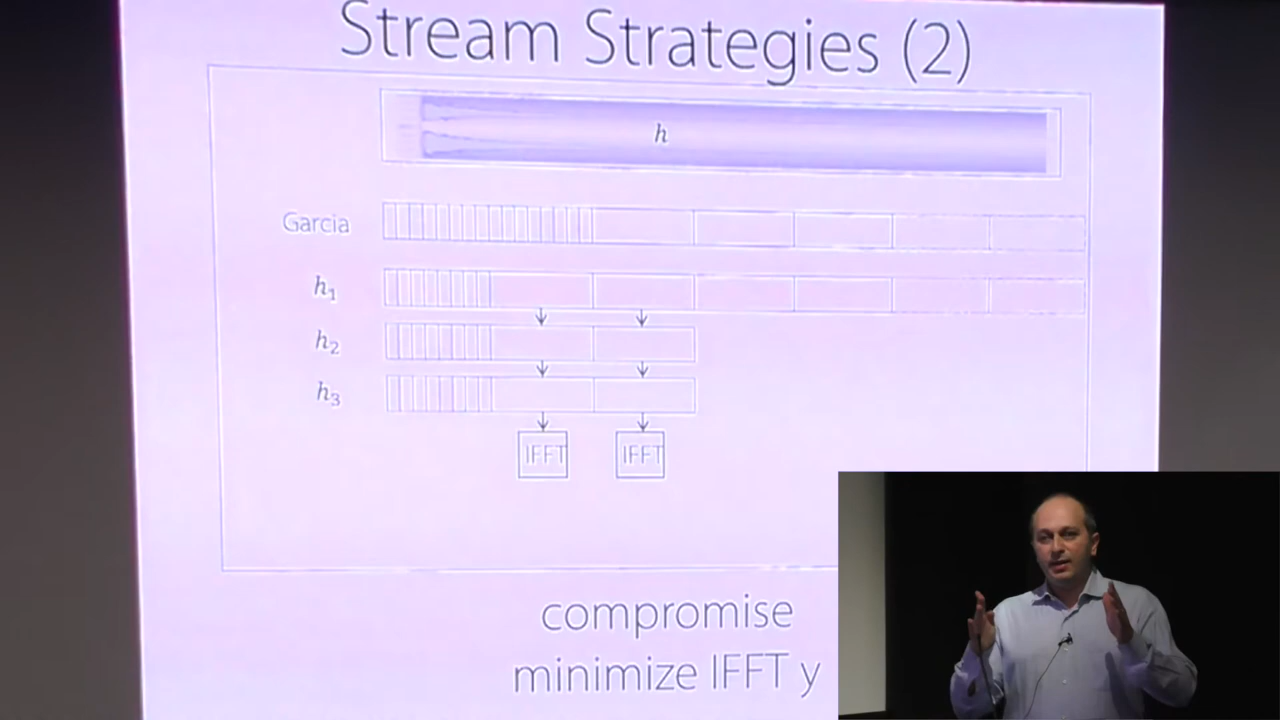 Stream Strategies (2)
h
Garcia
h₁
h₂
h₃
IFFT IFFT
compromise
minimize IFFT y